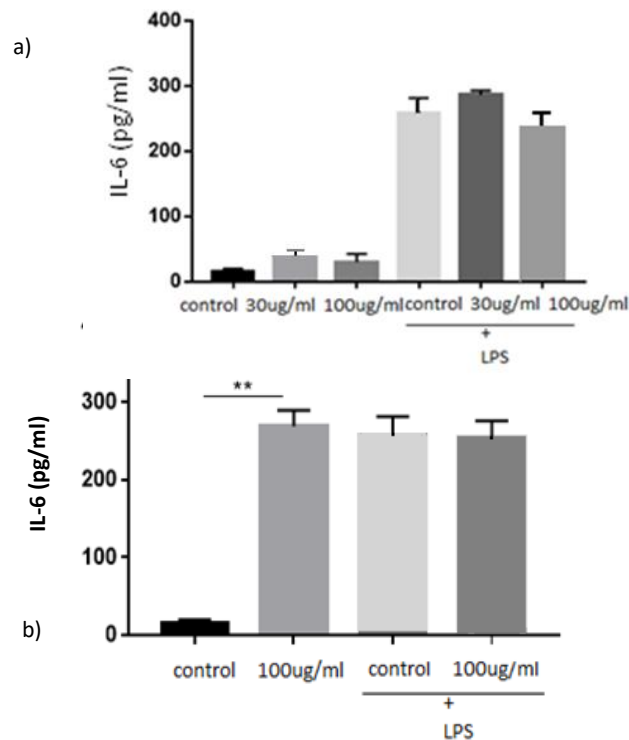 a)
IL-6 (pg/ml)
400
300
200
100
0
control 30ug/ml 100ug/ml control 30ug/ml 100ug/ml
+
LPS
b)
IL-6 (pg/ml)
**
300
200
100
0
control 100ug/ml control 100ug/ml
+
LPS